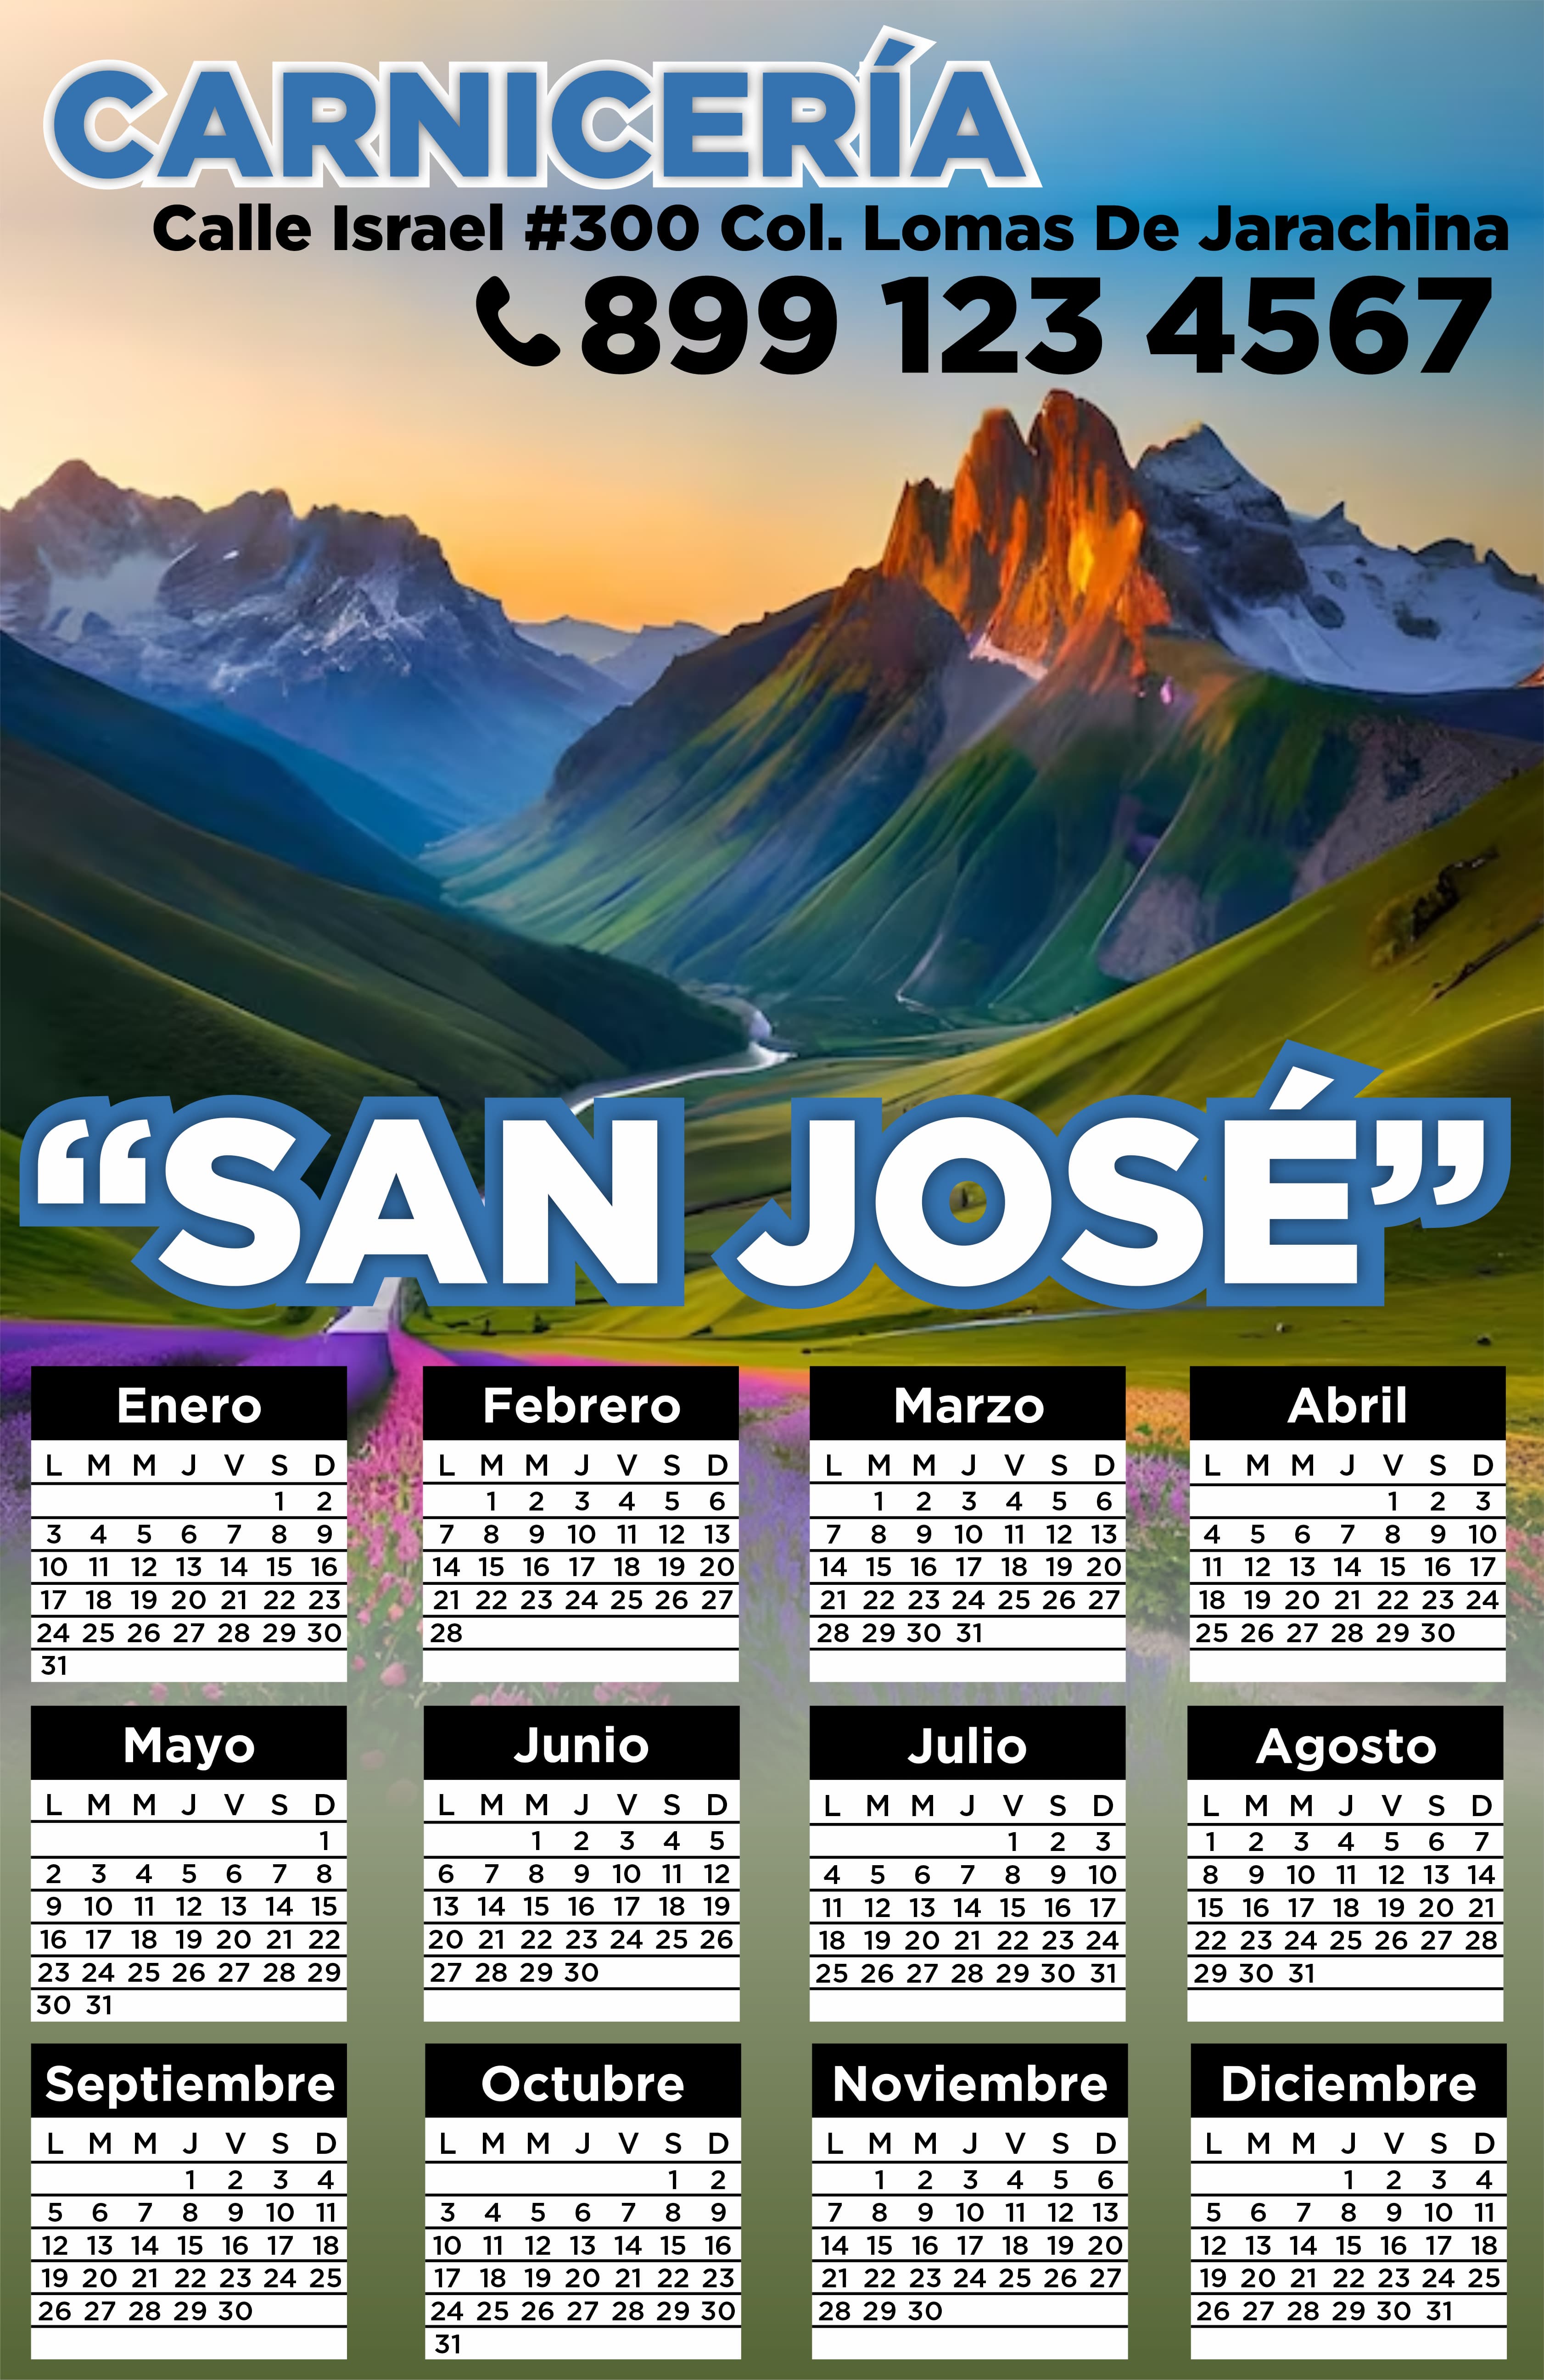 CARNICERÍA
Calle Israel #300 Col. Lomas De Jarachina
899 123 4567
“SAN JOSÉ”
Enero
L M M J V S D
1 2
3 4 5 6 7 8 9
10 11 12 13 14 15 16
17 18 19 20 21 22 23
24 25 26 27 28 29 30
31
Febrero
L M M J V S D
1 2 3 4 5 6
7 8 9 10 11 12 13
14 15 16 17 18 19 20
21 22 23 24 25 26 27
28
Marzo
L M M J V S D
1 2 3 4 5 6
7 8 9 10 11 12 13
14 15 16 17 18 19 20
21 22 23 24 25 26 27
28 29 30 31
Abril
L M M J V S D
1 2 3
4 5 6 7 8 9 10
11 12 13 14 15 16 17
18 19 20 21 22 23 24
25 26 27 28 29 30
Mayo
L M M J V S D
1
2 3 4 5 6 7 8
9 10 11 12 13 14 15
16 17 18 19 20 21 22
23 24 25 26 27 28 29
30 31
Junio
L M M J V S D
1 2 3 4 5
6 7 8 9 10 11 12
13 14 15 16 17 18 19
20 21 22 23 24 25 26
27 28 29 30
Julio
L M M J V S D
1 2 3
4 5 6 7 8 9 10
11 12 13 14 15 16 17
18 19 20 21 22 23 24
25 26 27 28 29 30 31
Agosto
L M M J V S D
1 2 3 4 5 6 7
8 9 10 11 12 13 14
15 16 17 18 19 20 21
22 23 24 25 26 27 28
29 30 31
Septiembre
L M M J V S D
1 2 3 4
5 6 7 8 9 10 11
12 13 14 15 16 17 18
19 20 21 22 23 24 25
26 27 28 29 30
Octubre
L M M J V S D
1 2
3 4 5 6 7 8 9
10 11 12 13 14 15 16
17 18 19 20 21 22 23
24 25 26 27 28 29 30
31
Noviembre
L M M J V S D
1 2 3 4 5 6
7 8 9 10 11 12 13
14 15 16 17 18 19 20
21 22 23 24 25 26 27
28 29 30
Diciembre
L M M J V S D
1 2 3 4
5 6 7 8 9 10 11
12 13 14 15 16 17 18
19 20 21 22 23 24 25
26 27 28 29 30 31